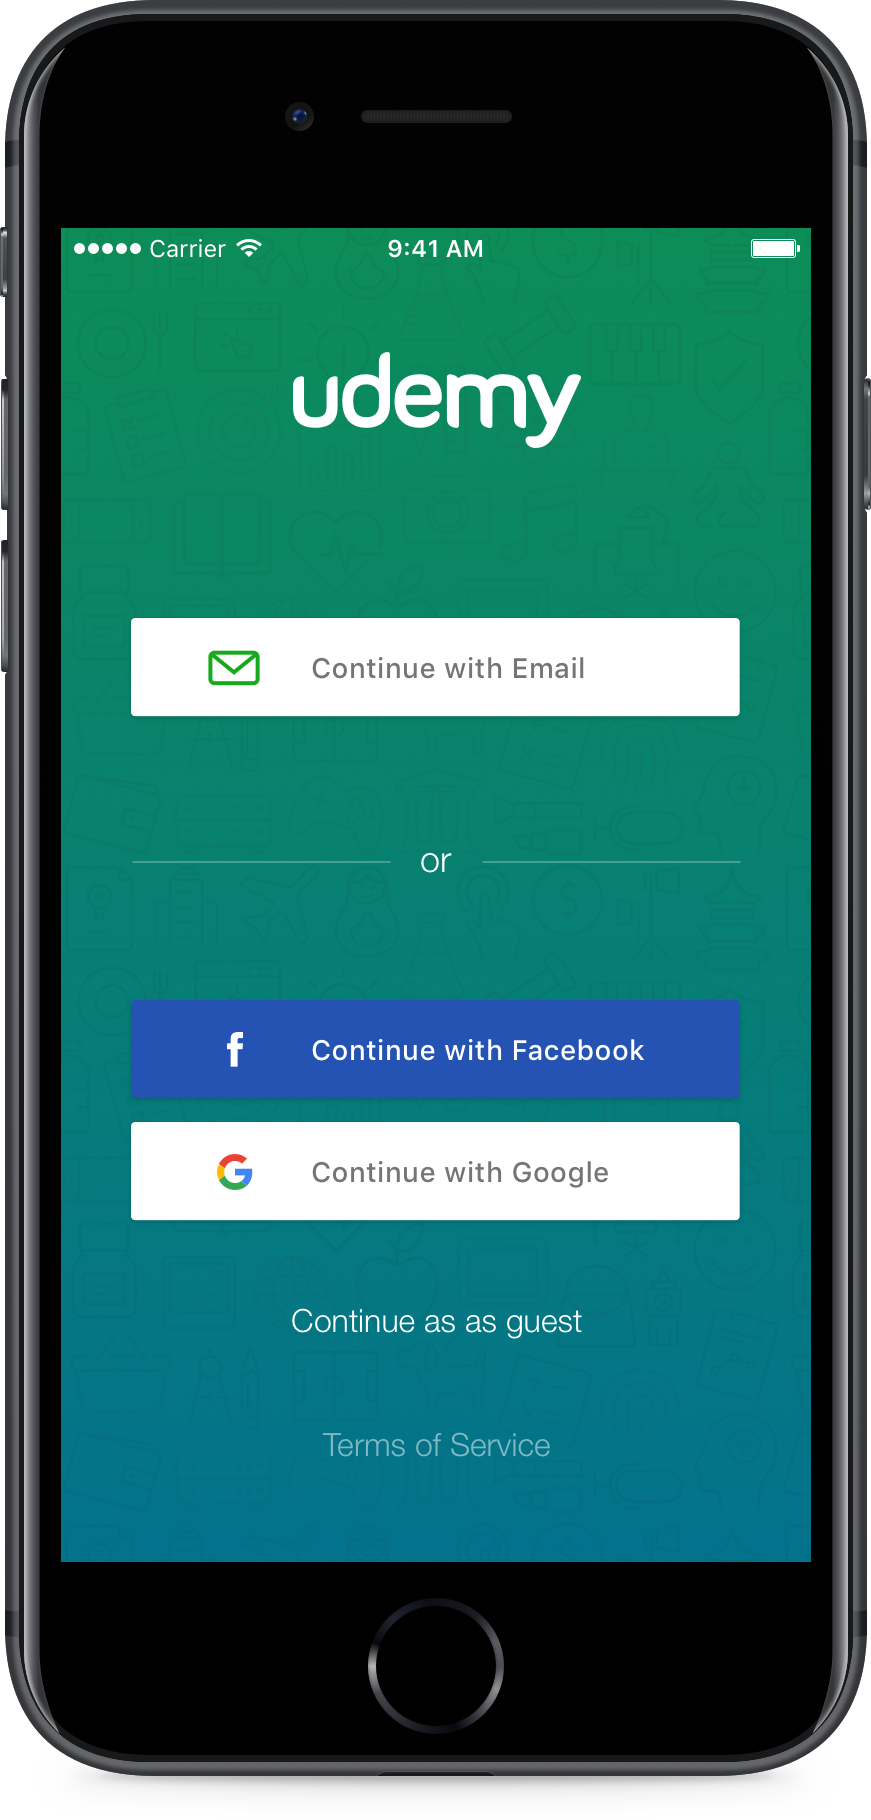 Carrier 9:41 AM
udemy
Continue with Email
or
Continue with Facebook
Continue with Google
Continue as as guest
Terms of Service